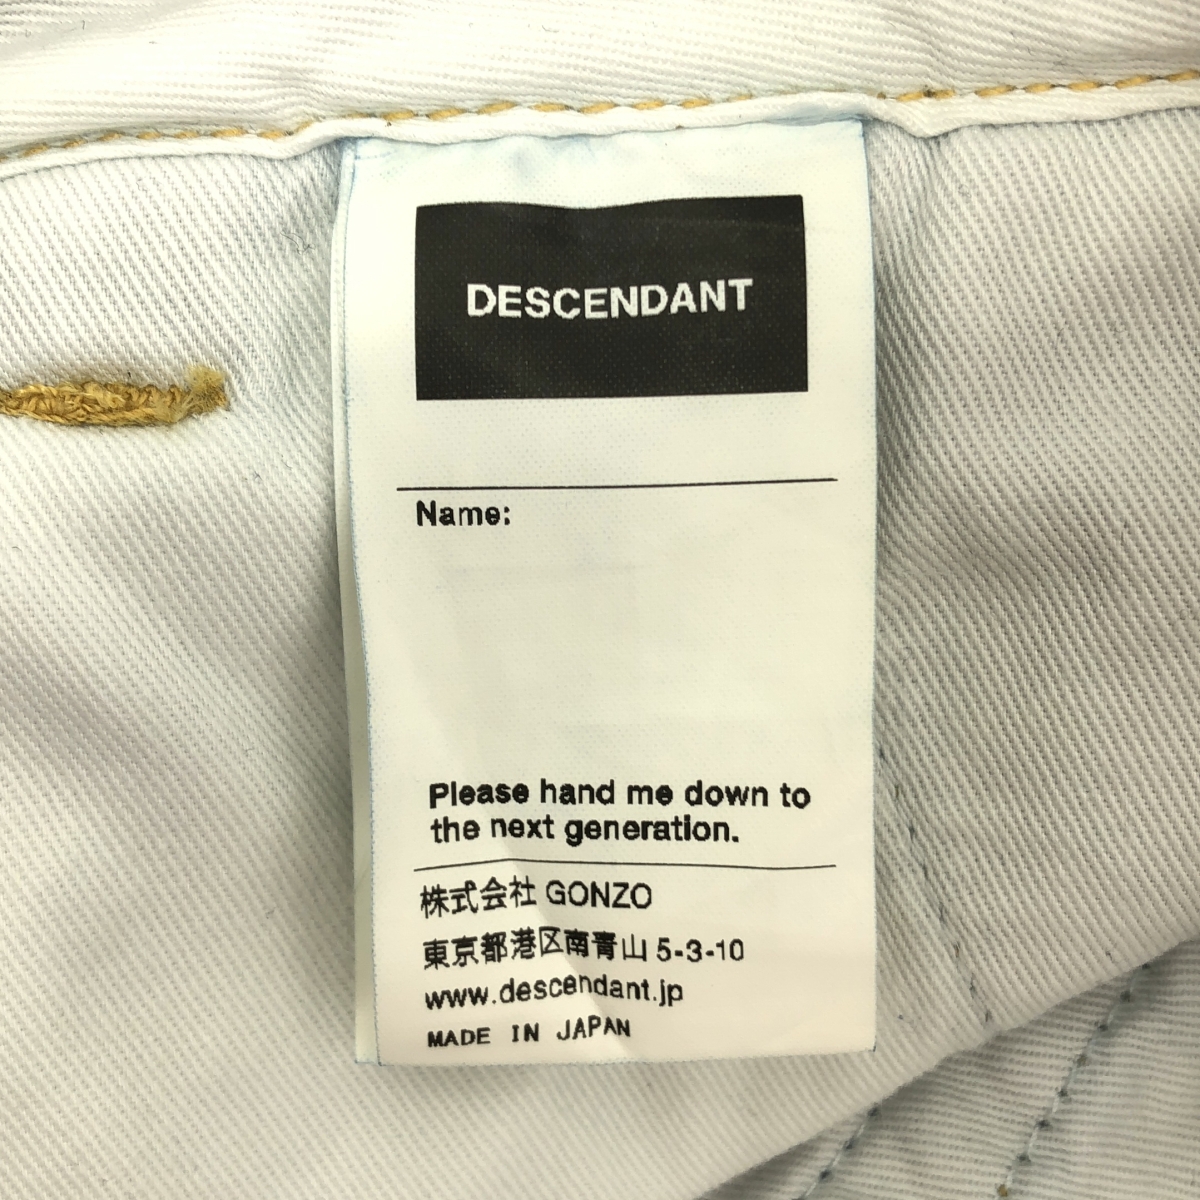 DESCENDANT
Name:
Please hand me down to
the next generation.
株式会社 GONZO
東京都港区南青山 5-3-10
www.descendant.jp
MADE IN JAPAN